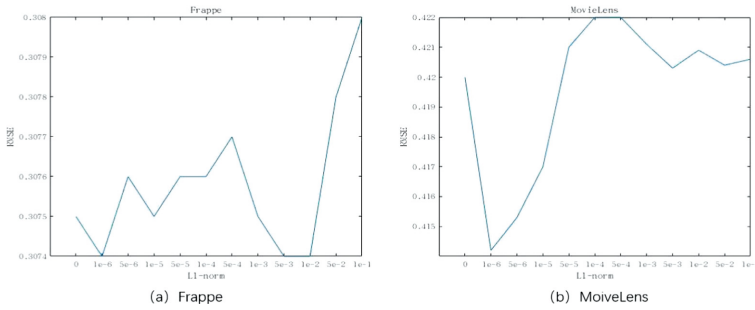 Frappe
0.308
0.3079
0.3078
0.3077
0.3076
0.3075
0.3074
RMSE
0 1e-6 5e-6 1e-5 5e-5 1e-4 5e-4 1e-3 5e-3 1e-2 5e-2 1e-1
L1-norm
(a) Frappe
MovieLens
0.422
0.421
0.42
0.419
0.418
0.417
0.416
0.415
RMSE
0 1e-6 5e-6 1e-5 5e-5 1e-4 5e-4 1e-3 5e-3 1e-2 5e-2 1e-
L1-norm
(b) MoiveLens